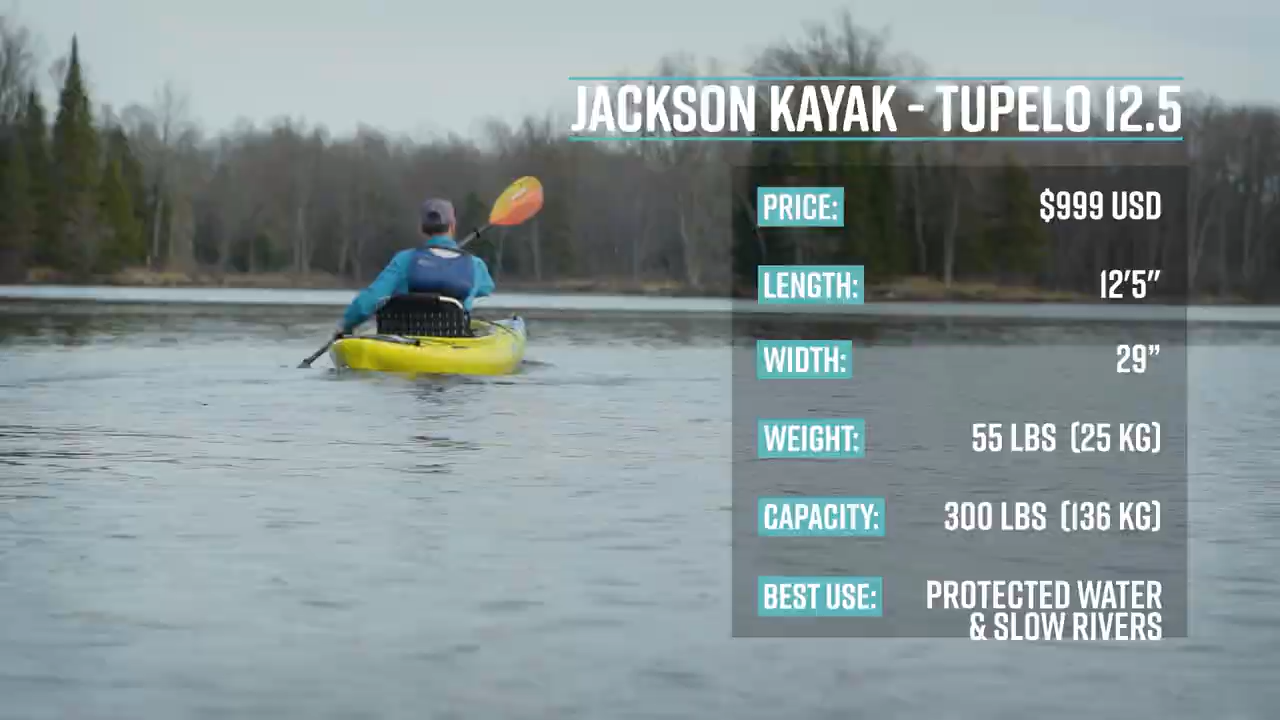 JACKSON KAYAK - TUPELO 12.5
PRICE: $999 USD
LENGTH: 12'5"
WIDTH: 29”
WEIGHT: 55 LBS (25 KG)
CAPACITY: 300 LBS (136 KG)
BEST USE: PROTECTED WATER
& SLOW RIVERS